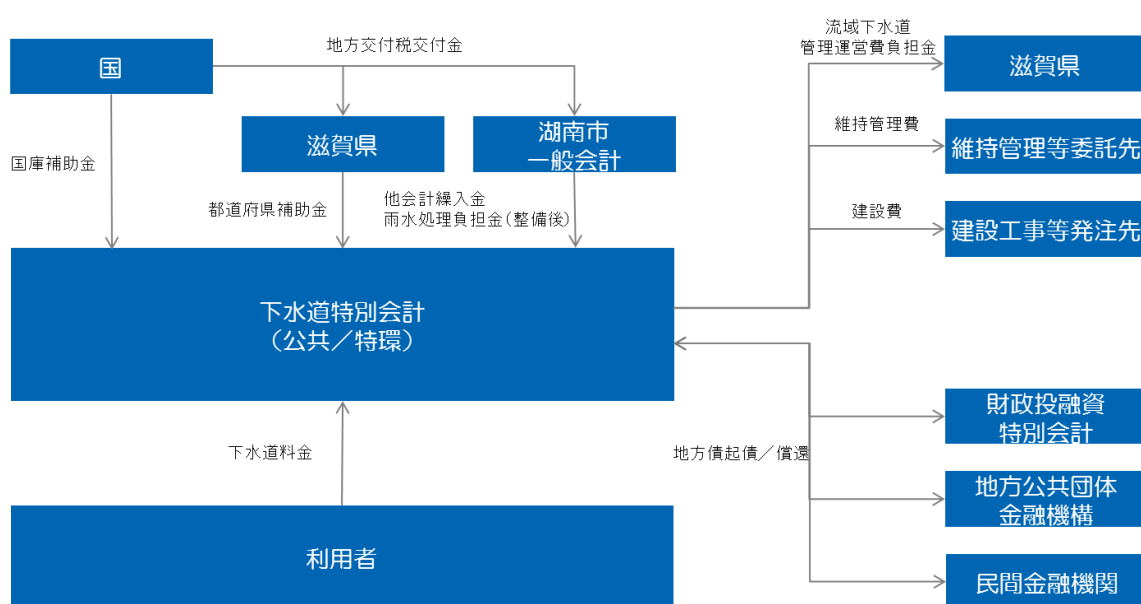 地方交付税交付金
流域下水道
管理運営費負担金
国
滋賀県
滋賀県
湖南市
一般会計
維持管理費
維持管理等委託先
国庫補助金
都道府県補助金
他会計繰入金
雨水処理負担金(整備後)
建設費
建設工事等発注先
下水道特別会計
（公共／特環）
財政投融資
特別会計
下水道料金
地方債起債／償還
地方公共団体
金融機構
利用者
民間金融機関